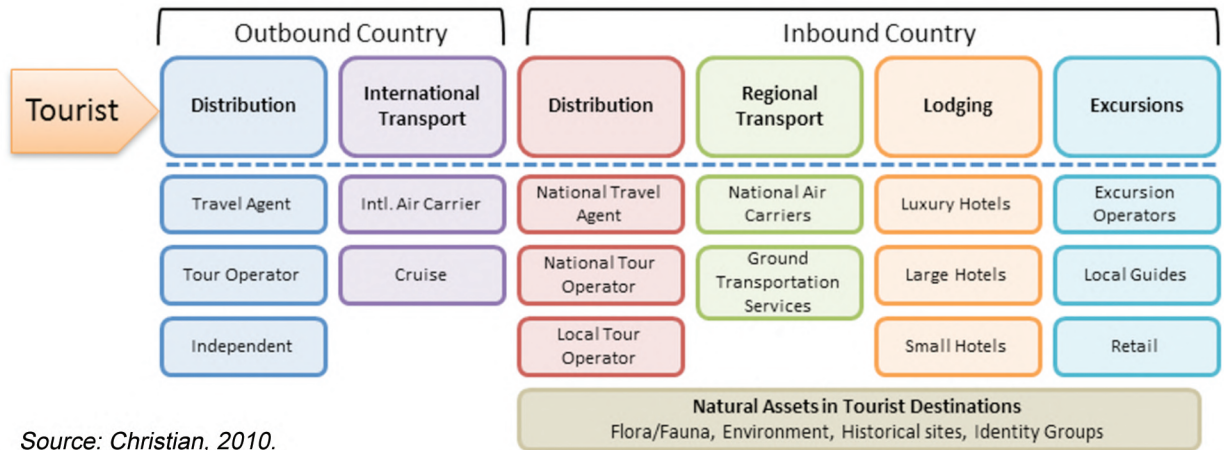 Outbound Country
Inbound Country
Tourist
Distribution
International
Transport
Distribution
Regional
Transport
Lodging
Excursions
Travel Agent
Intl. Air Carrier
National Travel
Agent
National Air
Carriers
Luxury Hotels
Excursion
Operators
Tour Operator
Cruise
National Tour
Operator
Ground
Transportation
Services
Large Hotels
Local Guides
Independent
Local Tour
Operator
Small Hotels
Retail
Natural Assets in Tourist Destinations
Flora/Fauna, Environment, Historical sites, Identity Groups
Source: Christian, 2010.